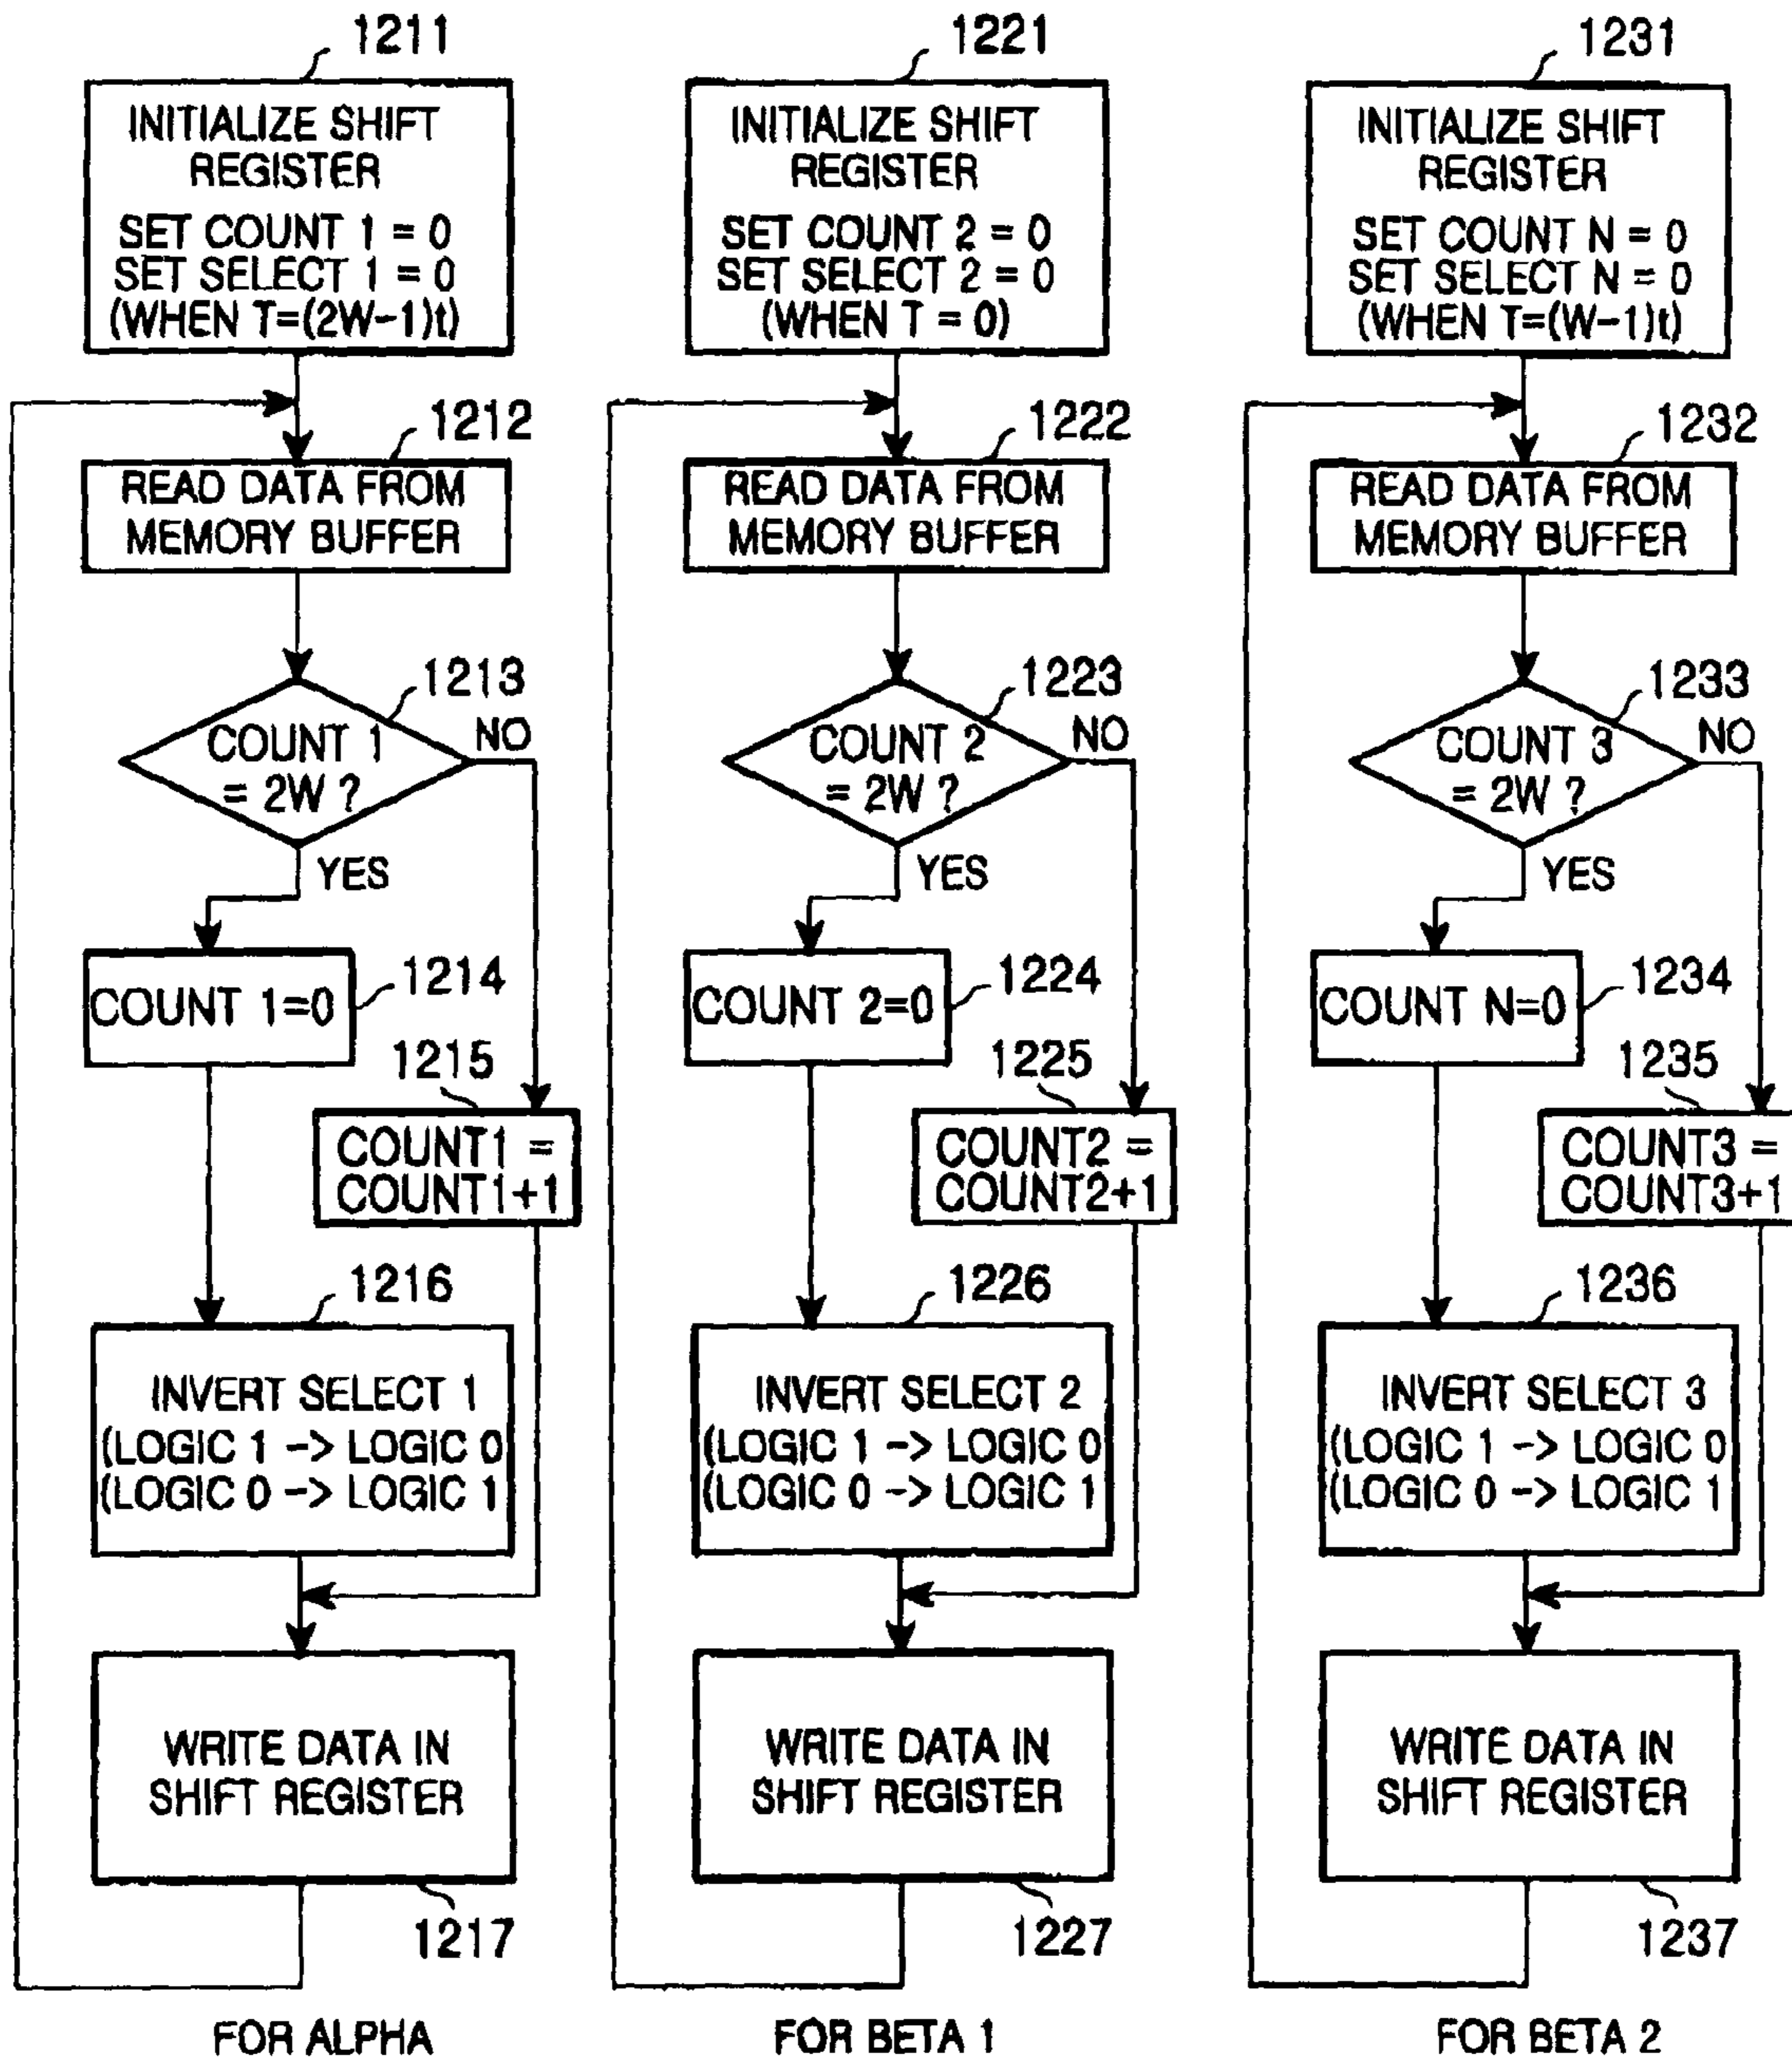 1211
INITIALIZE SHIFT
REGISTER
SET COUNT 1 = 0
SET SELECT 1 = 0
(WHEN T=(2W-1)t)
1212
READ DATA FROM
MEMORY BUFFER
1213
COUNT 1
= 2W ?
NO
YES
COUNT 1=0
1214
1215
COUNT1 =
COUNT1+1
1216
INVERT SELECT 1
(LOGIC 1 -> LOGIC 0
(LOGIC 0 -> LOGIC 1
WRITE DATA IN
SHIFT REGISTER
1217
FOR ALPHA
1221
INITIALIZE SHIFT
REGISTER
SET COUNT 2 = 0
SET SELECT 2 = 0
(WHEN T = 0)
1222
READ DATA FROM
MEMORY BUFFER
1223
COUNT 2
= 2W ?
NO
YES
COUNT 2=0
1224
1225
COUNT2 =
COUNT2+1
1226
INVERT SELECT 2
(LOGIC 1 -> LOGIC 0
(LOGIC 0 -> LOGIC 1
WRITE DATA IN
SHIFT REGISTER
1227
FOR BETA 1
1231
INITIALIZE SHIFT
REGISTER
SET COUNT N = 0
SET SELECT N = 0
(WHEN T=(W-1)t)
1232
READ DATA FROM
MEMORY BUFFER
1233
COUNT 3
= 2W ?
NO
YES
COUNT N=0
1234
1235
COUNT3 =
COUNT3+1
1236
INVERT SELECT 3
(LOGIC 1 -> LOGIC 0
(LOGIC 0 -> LOGIC 1
WRITE DATA IN
SHIFT REGISTER
1237
FOR BETA 2